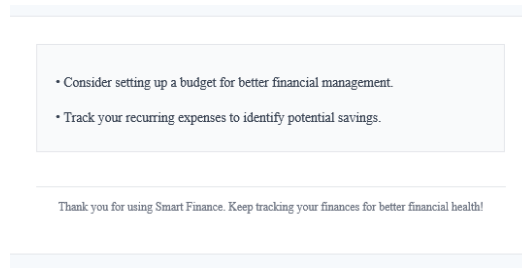 • Consider setting up a budget for better financial management.
• Track your recurring expenses to identify potential savings.
Thank you for using Smart Finance. Keep tracking your finances for better financial health!